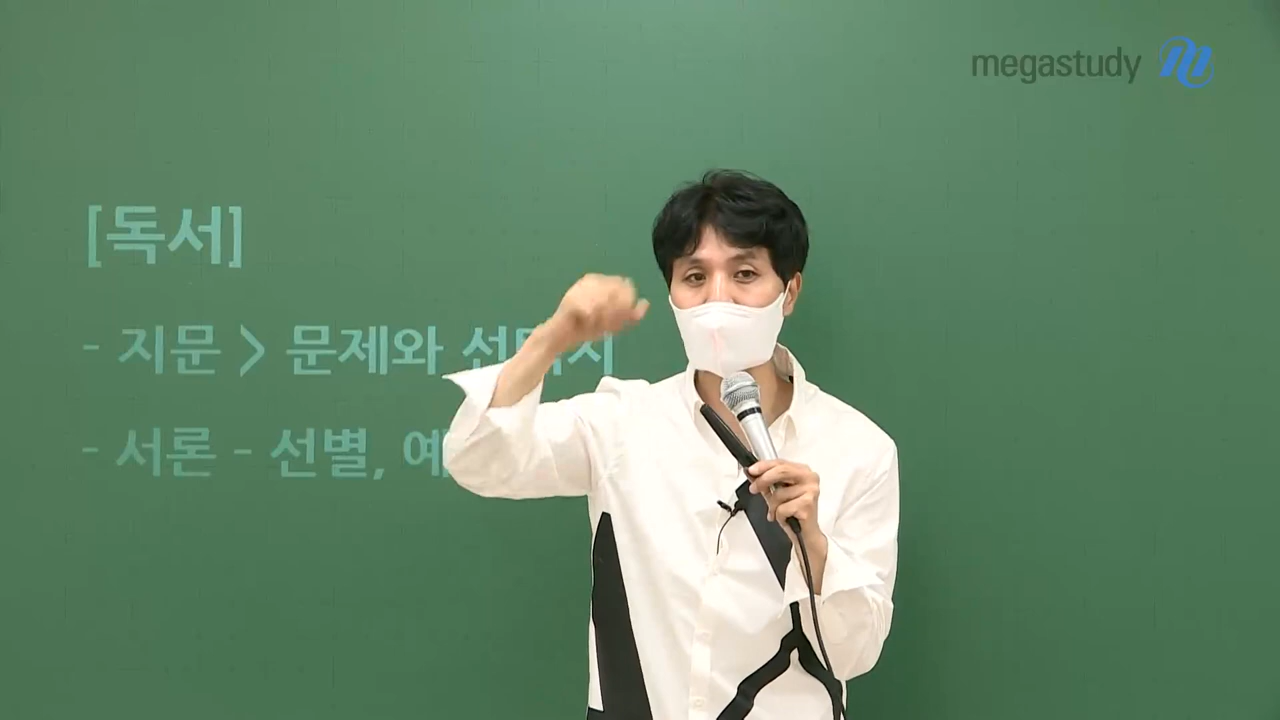 megastudy
[독서]
- 지문 > 문제와
- 서론 - 선별,